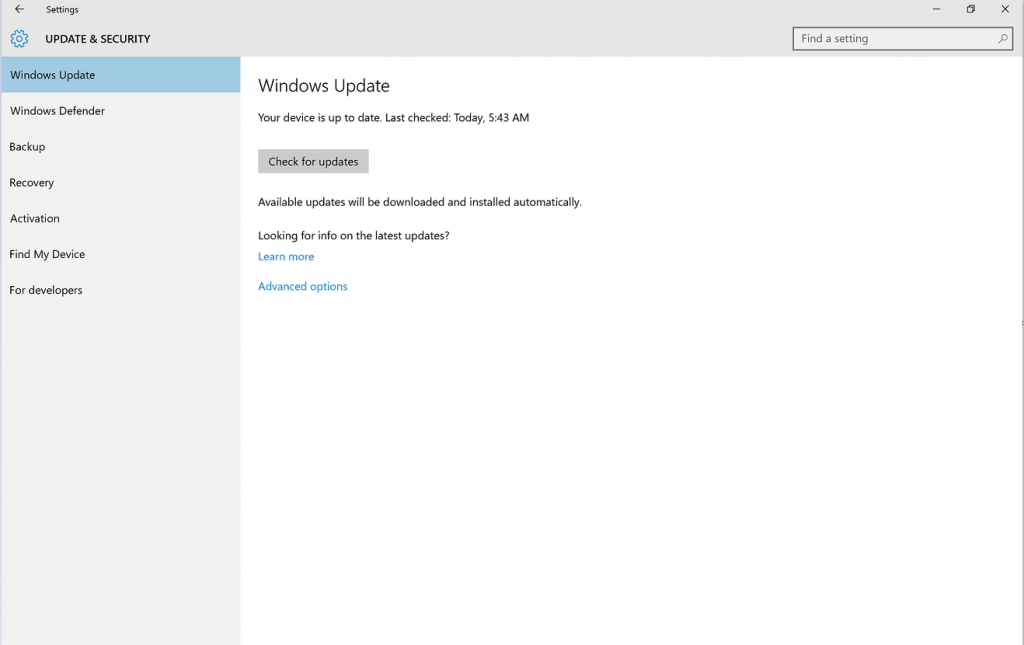 Settings
UPDATE & SECURITY
Find a setting
Windows Update
Windows Defender
Backup
Recovery
Activation
Find My Device
For developers
Windows Update
Your device is up to date. Last checked: Today, 5:43 AM
Check for updates
Available updates will be downloaded and installed automatically.
Looking for info on the latest updates?
Learn more
Advanced options